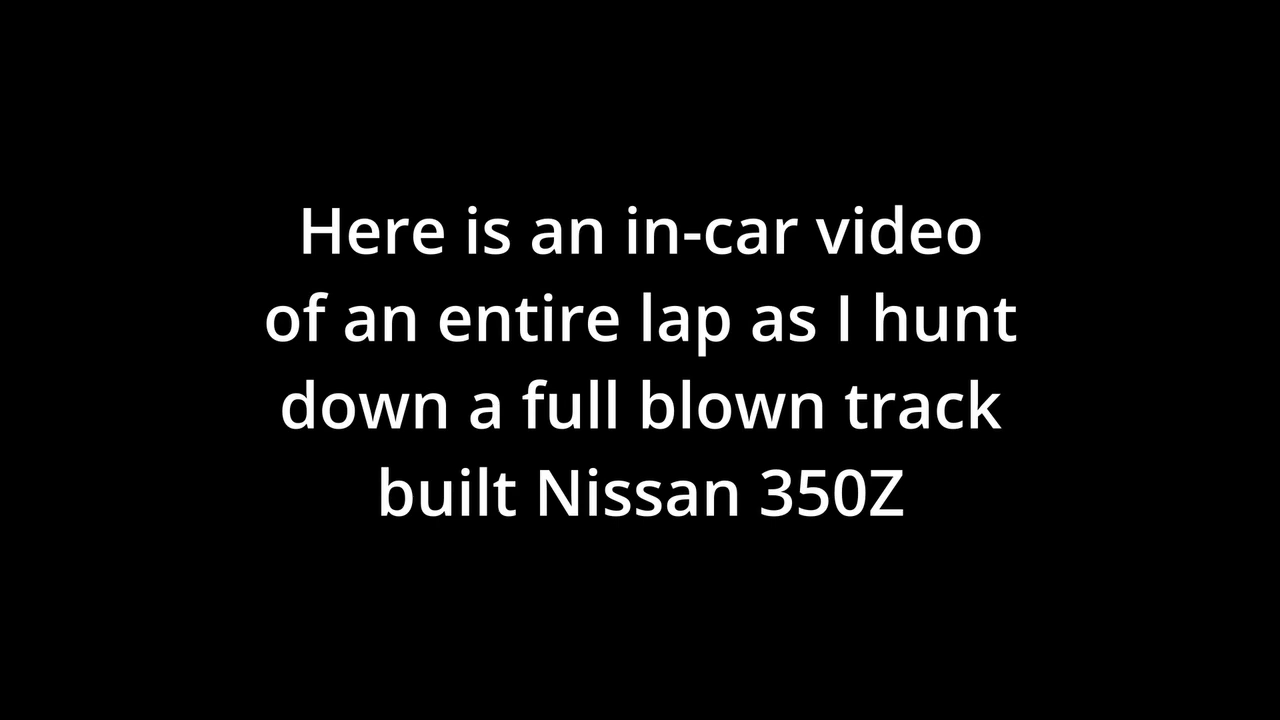 Here is an in-car video
of an entire lap as I hunt
down a full blown track
built Nissan 350Z